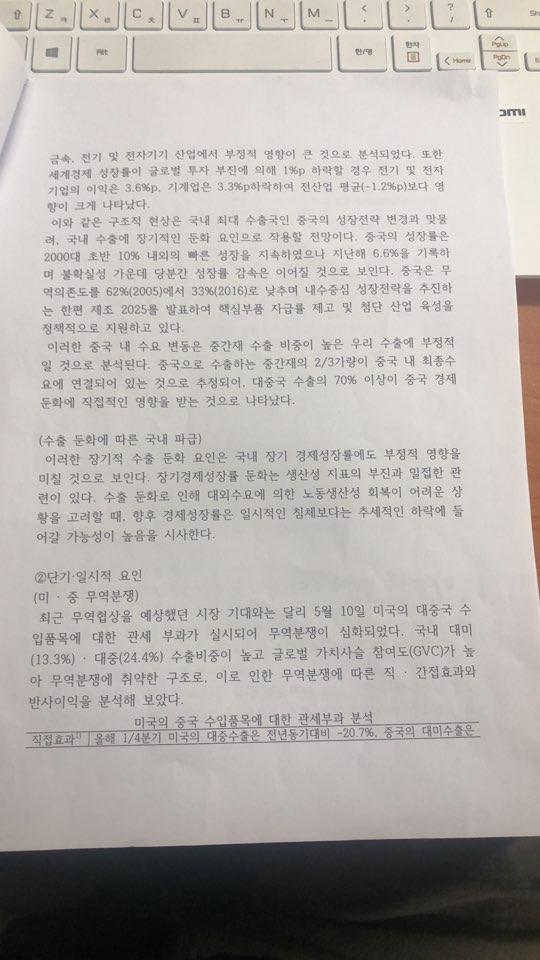 Z ㅋ X ㅌ C ㅊ V ㅍ B ㅠ N ㅜ M ㅡ < , > . ? /
Alt 한/영 한자 Home PgUp PgDn
금속, 전기 및 전자기기 산업에서 부정적 영향이 큰 것으로 분석되었다. 또한
세계경제 성장률이 글로벌 투자 부진에 의해 1%p 하락할 경우 전기 및 전자
기업의 이익은 3.6%p, 기계업은 3.3%p하락하여 전산업 평균(-1.2%p)보다 영
향이 크게 나타났다.
이와 같은 구조적 현상은 국내 최대 수출국인 중국의 성장전략 변경과 맞물
려, 국내 수출에 장기적인 둔화 요인으로 작용할 전망이다. 중국의 성장률은
2000대 초반 10% 내외의 빠른 성장을 지속하였으나 지난해 6.6%을 기록하
며 불확실성 가운데 당분간 성장률 감속은 이어질 것으로 보인다. 중국은 무
역의존도를 62%(2005)에서 33%(2016)로 낮추며 내수중심 성장전략을 추진하
는 한편 제조 2025를 발표하여 핵심부품 자급률 제고 및 첨단 산업 육성을
정책적으로 지원하고 있다.
이러한 중국 내 수요 변동은 중간재 수출 비중이 높은 우리 수출에 부정적
일 것으로 분석된다. 중국으로 수출하는 중간재의 2/3가량이 중국 내 최종수
요에 연결되어 있는 것으로 추정되어, 대중국 수출의 70% 이상이 중국 경제
둔화에 직접적인 영향을 받는 것으로 나타났다.
(수출 둔화에 따른 국내 파급)
이러한 장기적 수출 둔화 요인은 국내 장기 경제성장률에도 부정적 영향을
미칠 것으로 보인다. 장기경제성장률 둔화는 생산성 지표의 부진과 밀접한 관
련이 있다. 수출 둔화로 인해 대외수요에 의한 노동생산성 회복이 어려운 상
황을 고려할 때, 향후 경제성장률은 일시적인 침체보다는 추세적인 하락에 들
어갈 가능성이 높음을 시사한다.
②단기·일시적 요인
(미·중 무역분쟁)
최근 무역협상을 예상했던 시장 기대와는 달리 5월 10일 미국의 대중국 수
입품목에 대한 관세 부과가 실시되어 무역분쟁이 심화되었다. 국내 대미
(13.3%)·대중(24.4%) 수출비중이 높고 글로벌 가치사슬 참여도(GVC)가 높
아 무역분쟁에 취약한 구조로, 이로 인한 무역분쟁에 따른 직·간접효과와
반사이익을 분석해 보았다.
미국의 중국 수입품목에 대한 관세부과 분석
직접효과1) 올해 1/4분기 미국의 대중수출은 전년동기대비 -20.7%, 중국의 대미수출은